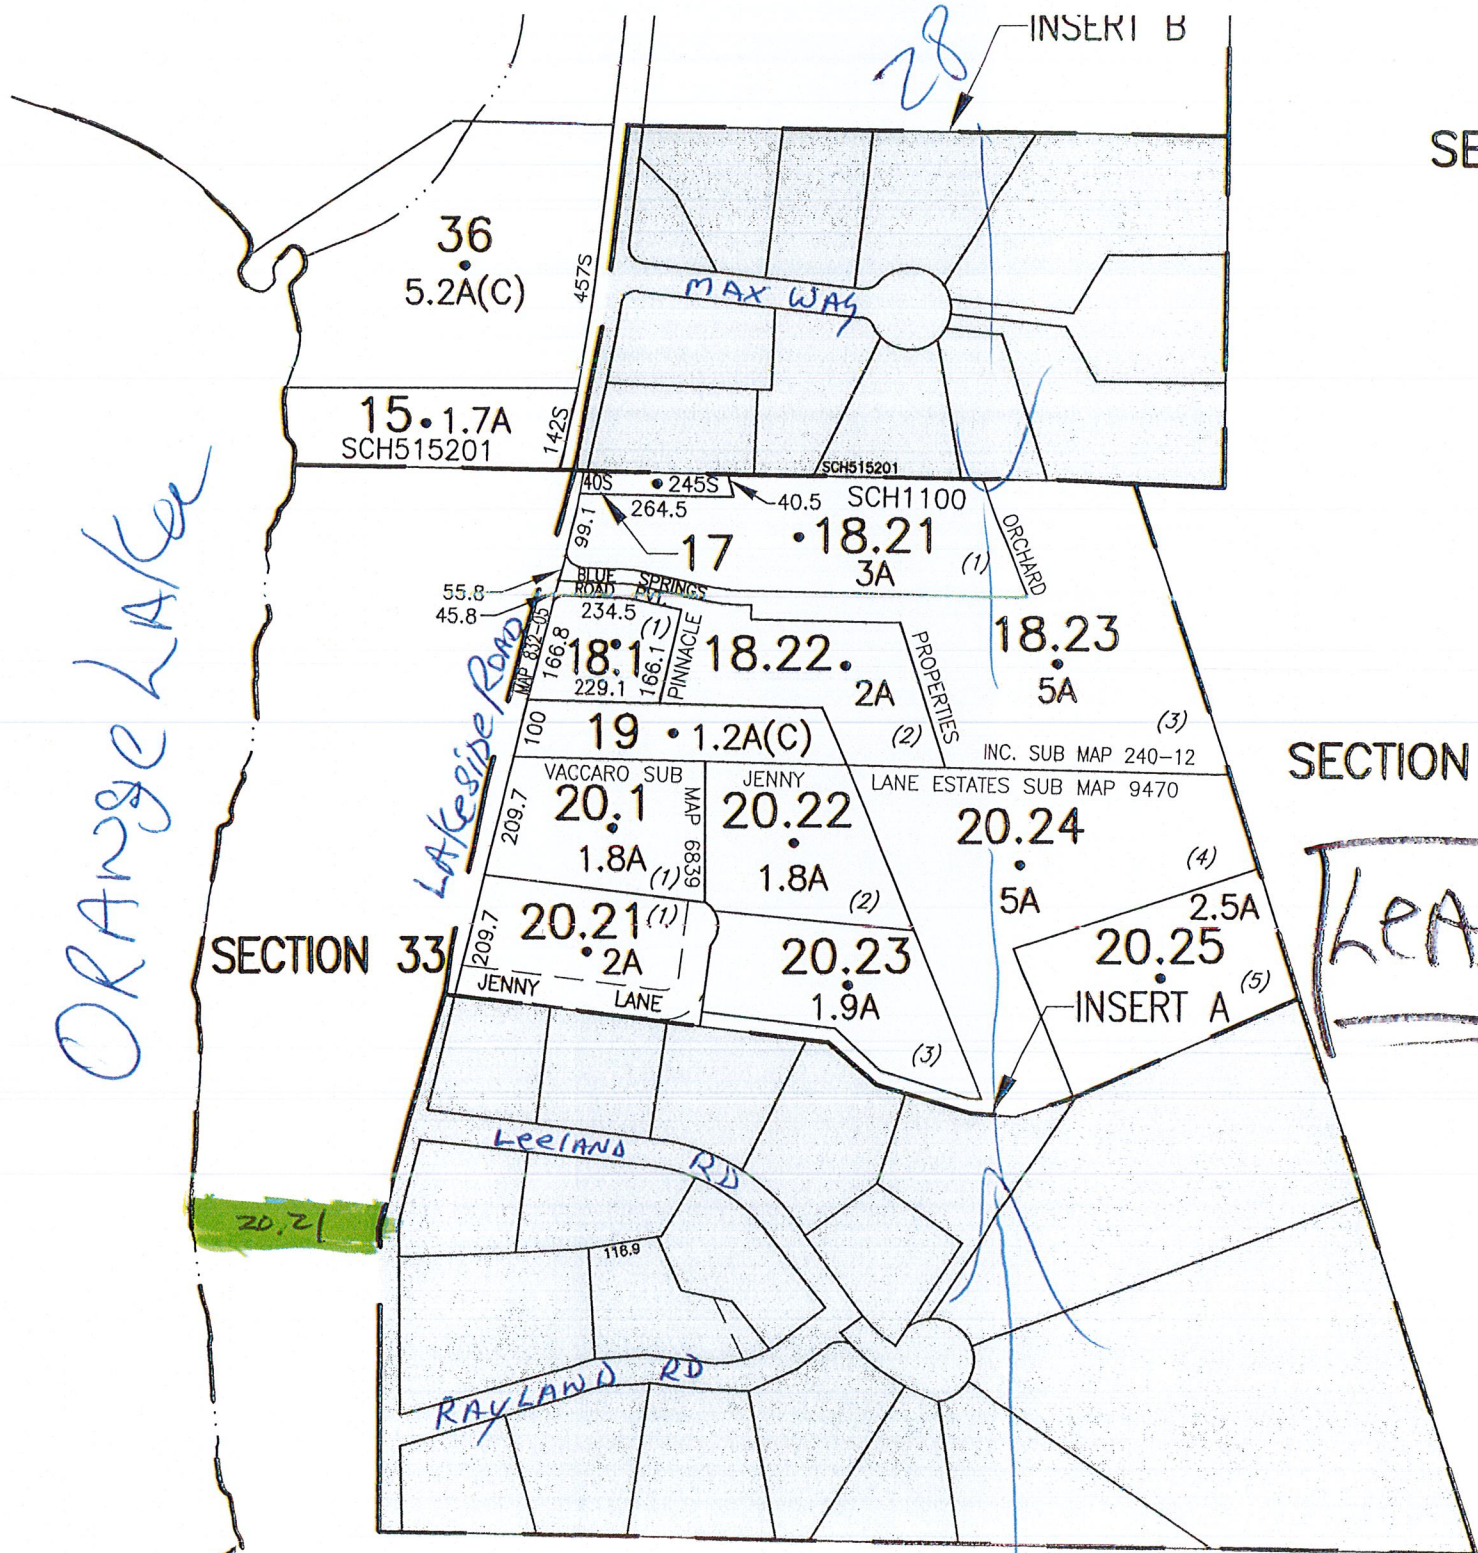 28
INSERT B
SE
36
5.2A(C)
457S
MAX WAY
15 1.7A
SCH515201
142S
SCH515201
40S 245S
40.5 SCH1100
264.5
99.1
17
18.21
3A
(1)
ORCHARD
BLUE SPRINGS
ROAD PVT.
55.8
45.8
234.5
MAP 832-05
166.8
18.1
(1)
229.1
166.1
PINNACLE
18.22
2A
(2)
PROPERTIES
18.23
5A
(3)
INC. SUB MAP 240-12
100
19 1.2A(C)
ORANGE LAKE
LAKESIDE ROAD
SECTION
VACCARO SUB
MAP 6839
20.1
1.8A
(1)
209.7
JENNY
LANE ESTATES SUB MAP 9470
20.22
1.8A
(2)
20.24
5A
(4)
20.21
(1)
2A
209.7
JENNY LANE
20.23
1.9A
(3)
2.5A
20.25
(5)
INSERT A
SECTION 33
LeA
LeelAND RD
20.21
116.9
RAYLAND RD